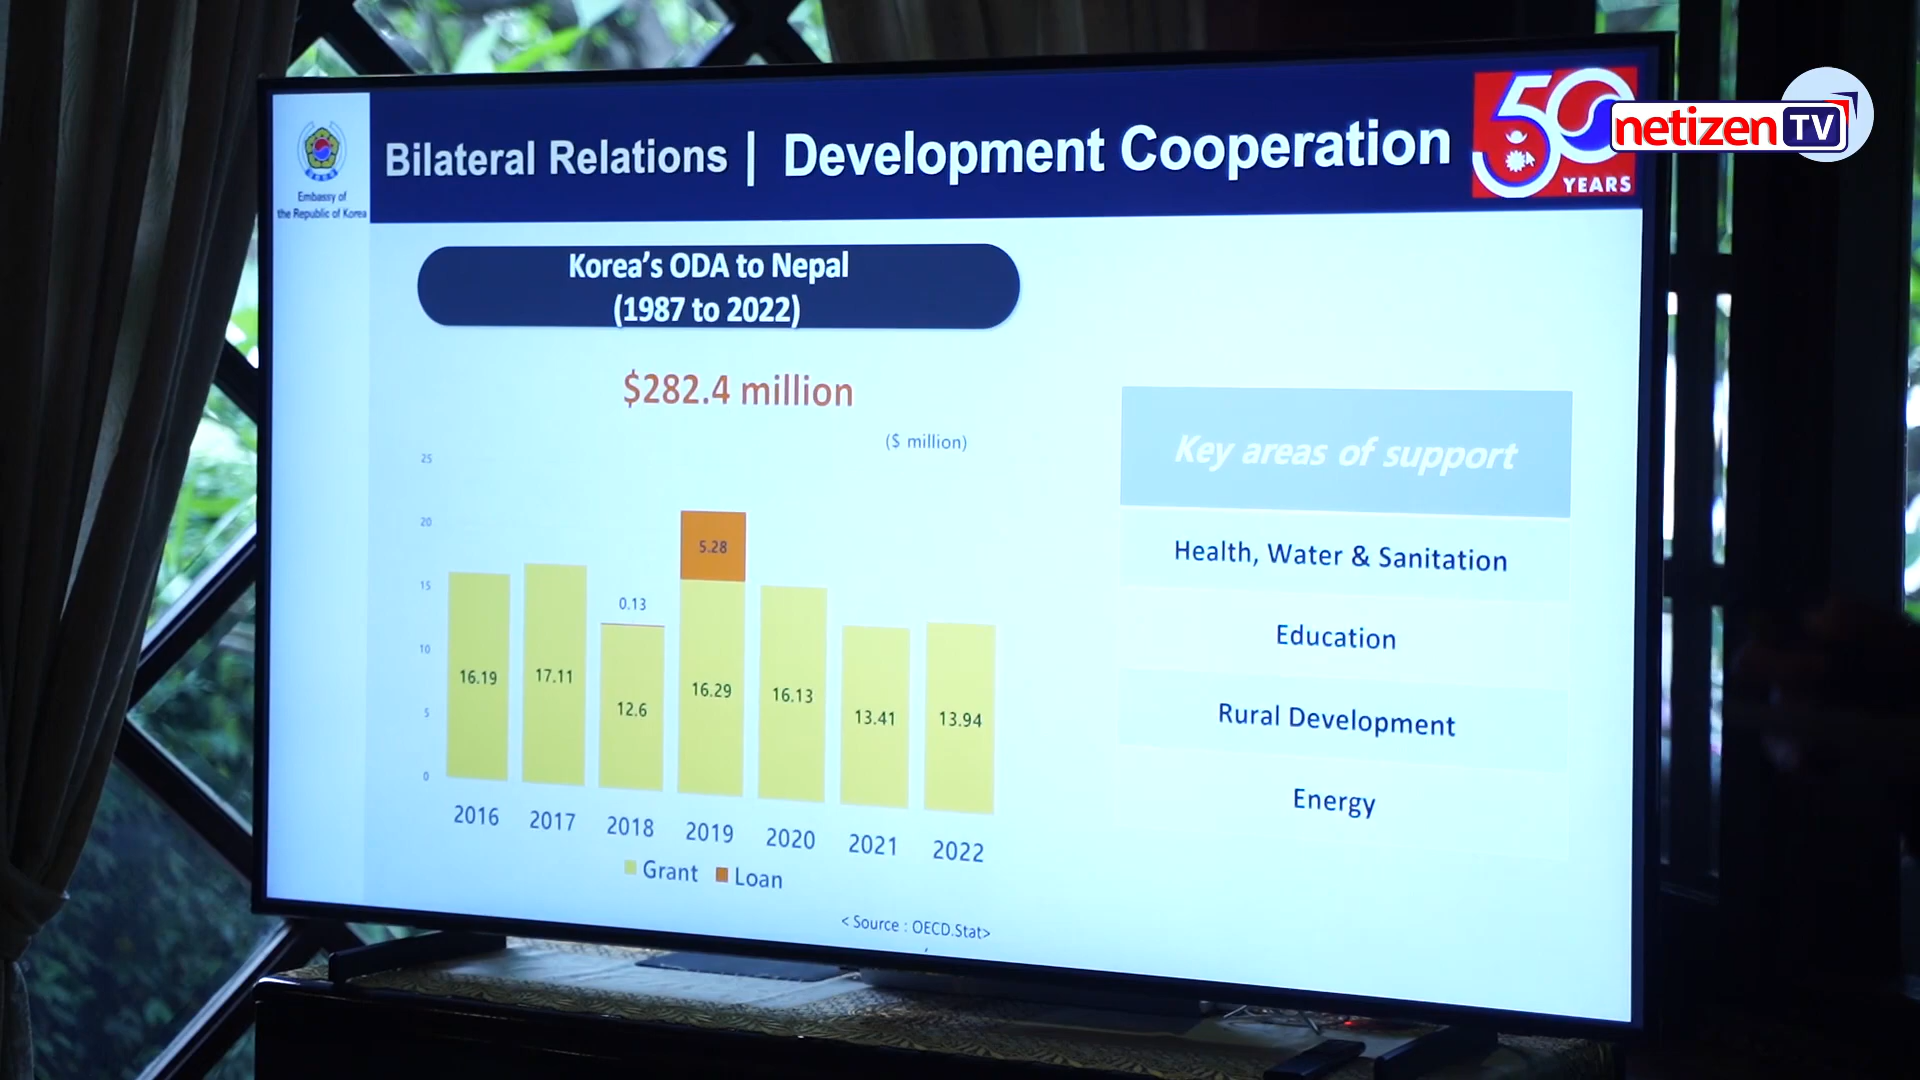 Embassy of
the Republic of Korea
Bilateral Relations | Development Cooperation
50
YEARS
netizen TV
Korea's ODA to Nepal
(1987 to 2022)
$282.4 million
($ million)
25
20
15
10
5
0
16.19
17.11
0.13
12.6
5.28
16.29
16.13
13.41
13.94
2016 2017 2018 2019 2020 2021 2022
Grant Loan
< Source : OECD.Stat>
Key areas of support
Health, Water & Sanitation
Education
Rural Development
Energy